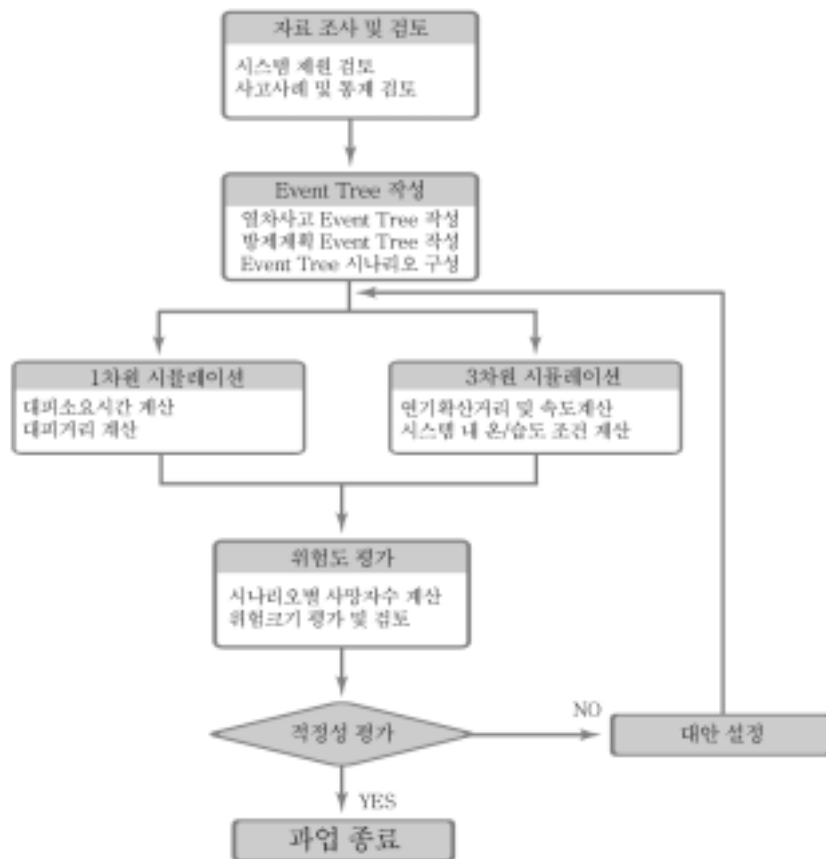 자료 조사 및 검토
시스템 제원 검토
사고사례 및 통계 검토
Event Tree 작성
열차사고 Event Tree 작성
방제계획 Event Tree 작성
Event Tree 시나리오 구성
1차원 시뮬레이션
대피소요시간 계산
대피거리 계산
3차원 시뮬레이션
연기확산거리 및 속도계산
시스템 내 온/습도 조건 계산
위험도 평가
시나리오별 사망자수 계산
위험크기 평가 및 검토
적정성 평가
NO
대안 설정
YES
과업 종료